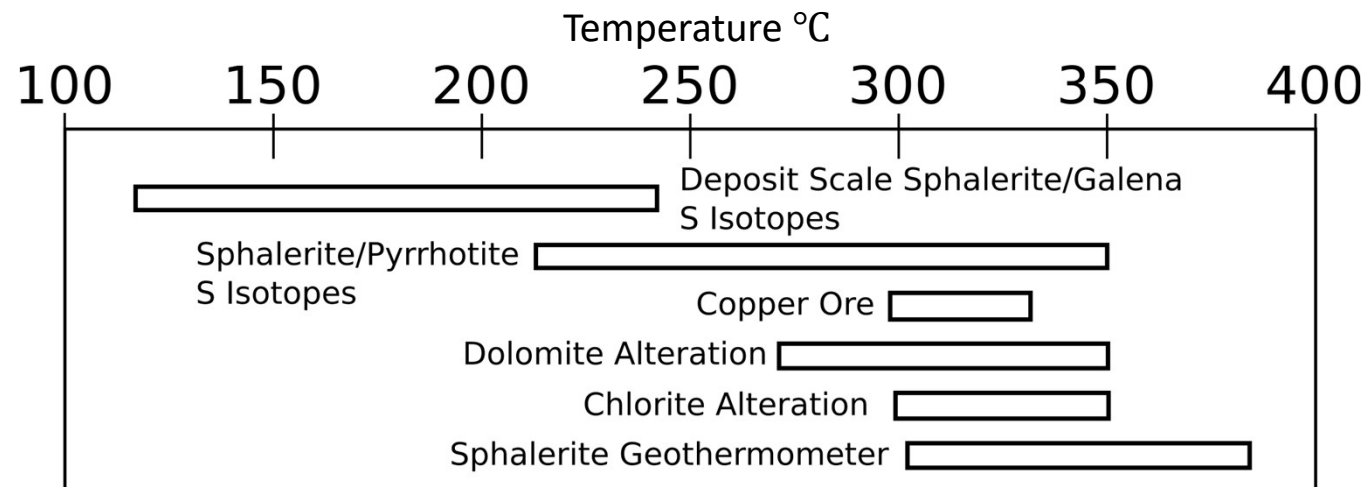 Temperature ℃
100 150 200 250 300 350 400
Deposit Scale Sphalerite/Galena
S Isotopes
Sphalerite/Pyrrhotite
S Isotopes
Copper Ore
Dolomite Alteration
Chlorite Alteration
Sphalerite Geothermometer